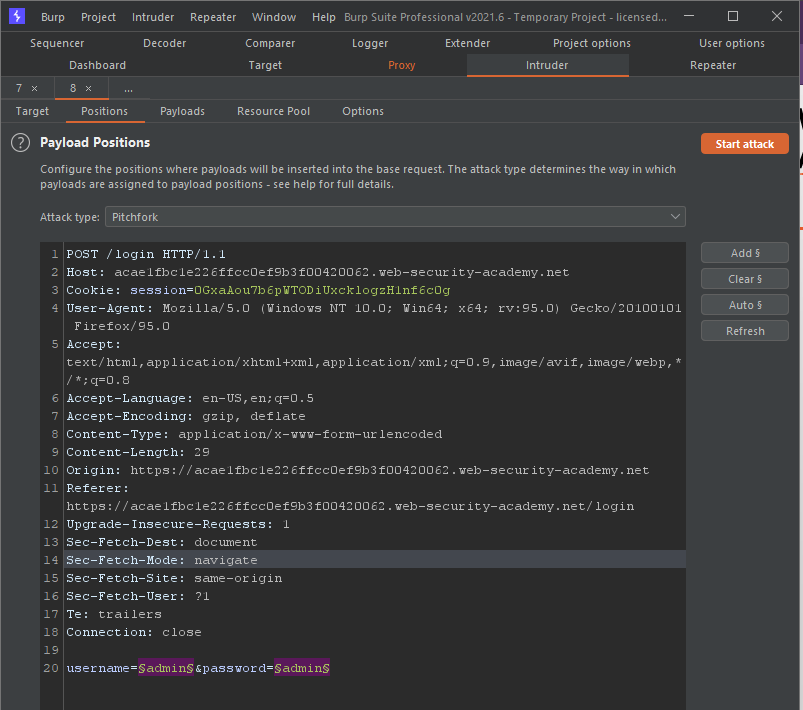 Burp Project Intruder Repeater Window Help Burp Suite Professional v2021.6 - Temporary Project - licensed...
Sequencer Decoder Comparer Logger Extender Project options User options
Dashboard Target Proxy Intruder Repeater
7 × 8 × ...
Target Positions Payloads Resource Pool Options
? Payload Positions Start attack
Configure the positions where payloads will be inserted into the base request. The attack type determines the way in which
payloads are assigned to payload positions - see help for full details.
Attack type: Pitchfork
1 POST /login HTTP/1.1 Add §
2 Host: acae1fbc1e226ffcc0ef9b3f00420062.web-security-academy.net
3 Cookie: session=0GxaAou7b6pWTODiUxcklogzH1nf6c0g Clear §
4 User-Agent: Mozilla/5.0 (Windows NT 10.0; Win64; x64; rv:95.0) Gecko/20100101 Auto §
Firefox/95.0 Refresh
5 Accept:
text/html,application/xhtml+xml,application/xml;q=0.9,image/avif,image/webp,*
/*;q=0.8
6 Accept-Language: en-US,en;q=0.5
7 Accept-Encoding: gzip, deflate
8 Content-Type: application/x-www-form-urlencoded
9 Content-Length: 29
10 Origin: https://acae1fbc1e226ffcc0ef9b3f00420062.web-security-academy.net
11 Referer:
https://acae1fbc1e226ffcc0ef9b3f00420062.web-security-academy.net/login
12 Upgrade-Insecure-Requests: 1
13 Sec-Fetch-Dest: document
14 Sec-Fetch-Mode: navigate
15 Sec-Fetch-Site: same-origin
16 Sec-Fetch-User: ?1
17 Te: trailers
18 Connection: close
19
20 username=§admin§&password=§admin§